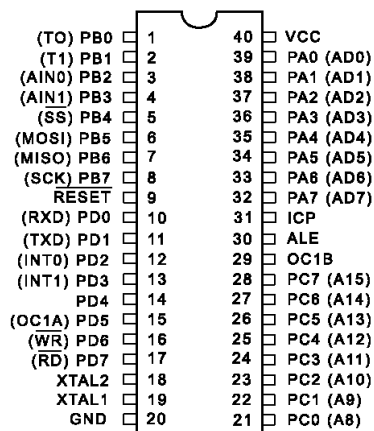 (TO) PB0 1 40 VCC
(T1) PB1 2 39 PA0 (AD0)
(AIN0) PB2 3 38 PA1 (AD1)
(AIN1) PB3 4 37 PA2 (AD2)
(SS) PB4 5 36 PA3 (AD3)
(MOSI) PB5 6 35 PA4 (AD4)
(MISO) PB6 7 34 PA5 (AD5)
(SCK) PB7 8 33 PA6 (AD6)
RESET 9 32 PA7 (AD7)
(RXD) PD0 10 31 ICP
(TXD) PD1 11 30 ALE
(INT0) PD2 12 29 OC1B
(INT1) PD3 13 28 PC7 (A15)
PD4 14 27 PC6 (A14)
(OC1A) PD5 15 26 PC5 (A13)
(WR) PD6 16 25 PC4 (A12)
(RD) PD7 17 24 PC3 (A11)
XTAL2 18 23 PC2 (A10)
XTAL1 19 22 PC1 (A9)
GND 20 21 PC0 (A8)